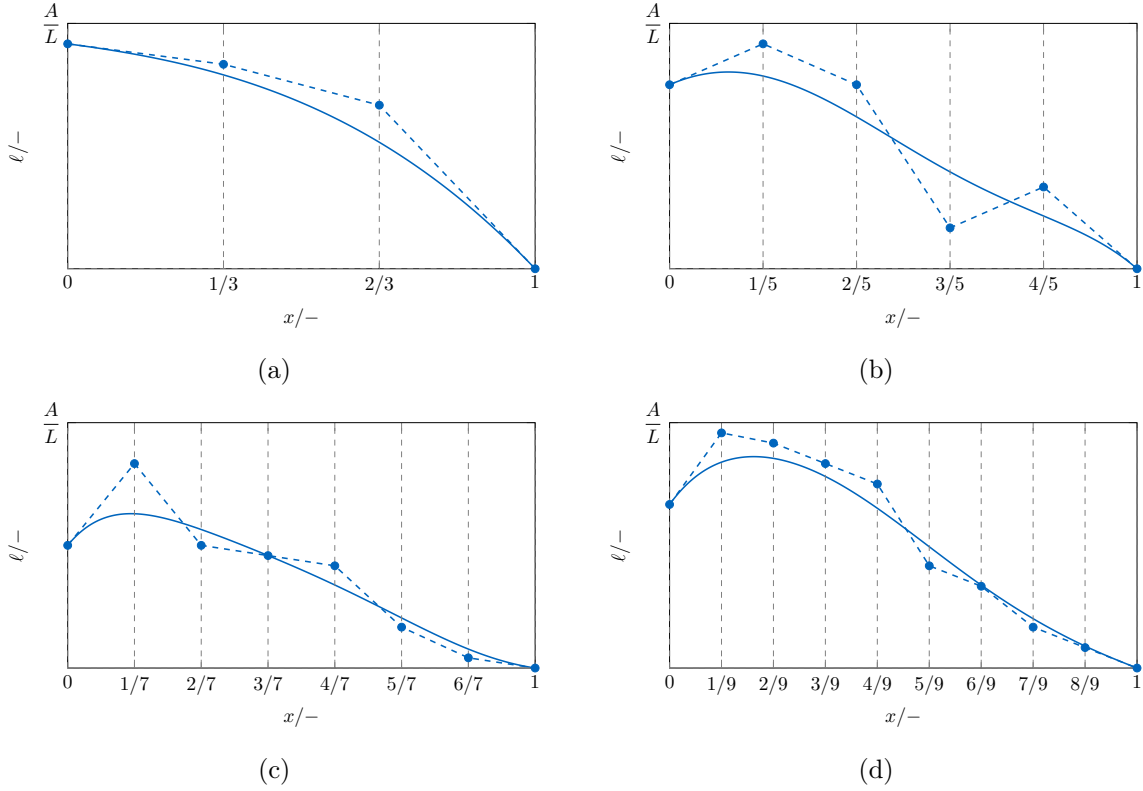 A/L
ℓ/−
0 1/3 2/3 1
x/−
(a)
A/L
ℓ/−
0 1/5 2/5 3/5 4/5 1
x/−
(b)
A/L
ℓ/−
0 1/7 2/7 3/7 4/7 5/7 6/7 1
x/−
(c)
A/L
ℓ/−
0 1/9 2/9 3/9 4/9 5/9 6/9 7/9 8/9 1
x/−
(d)